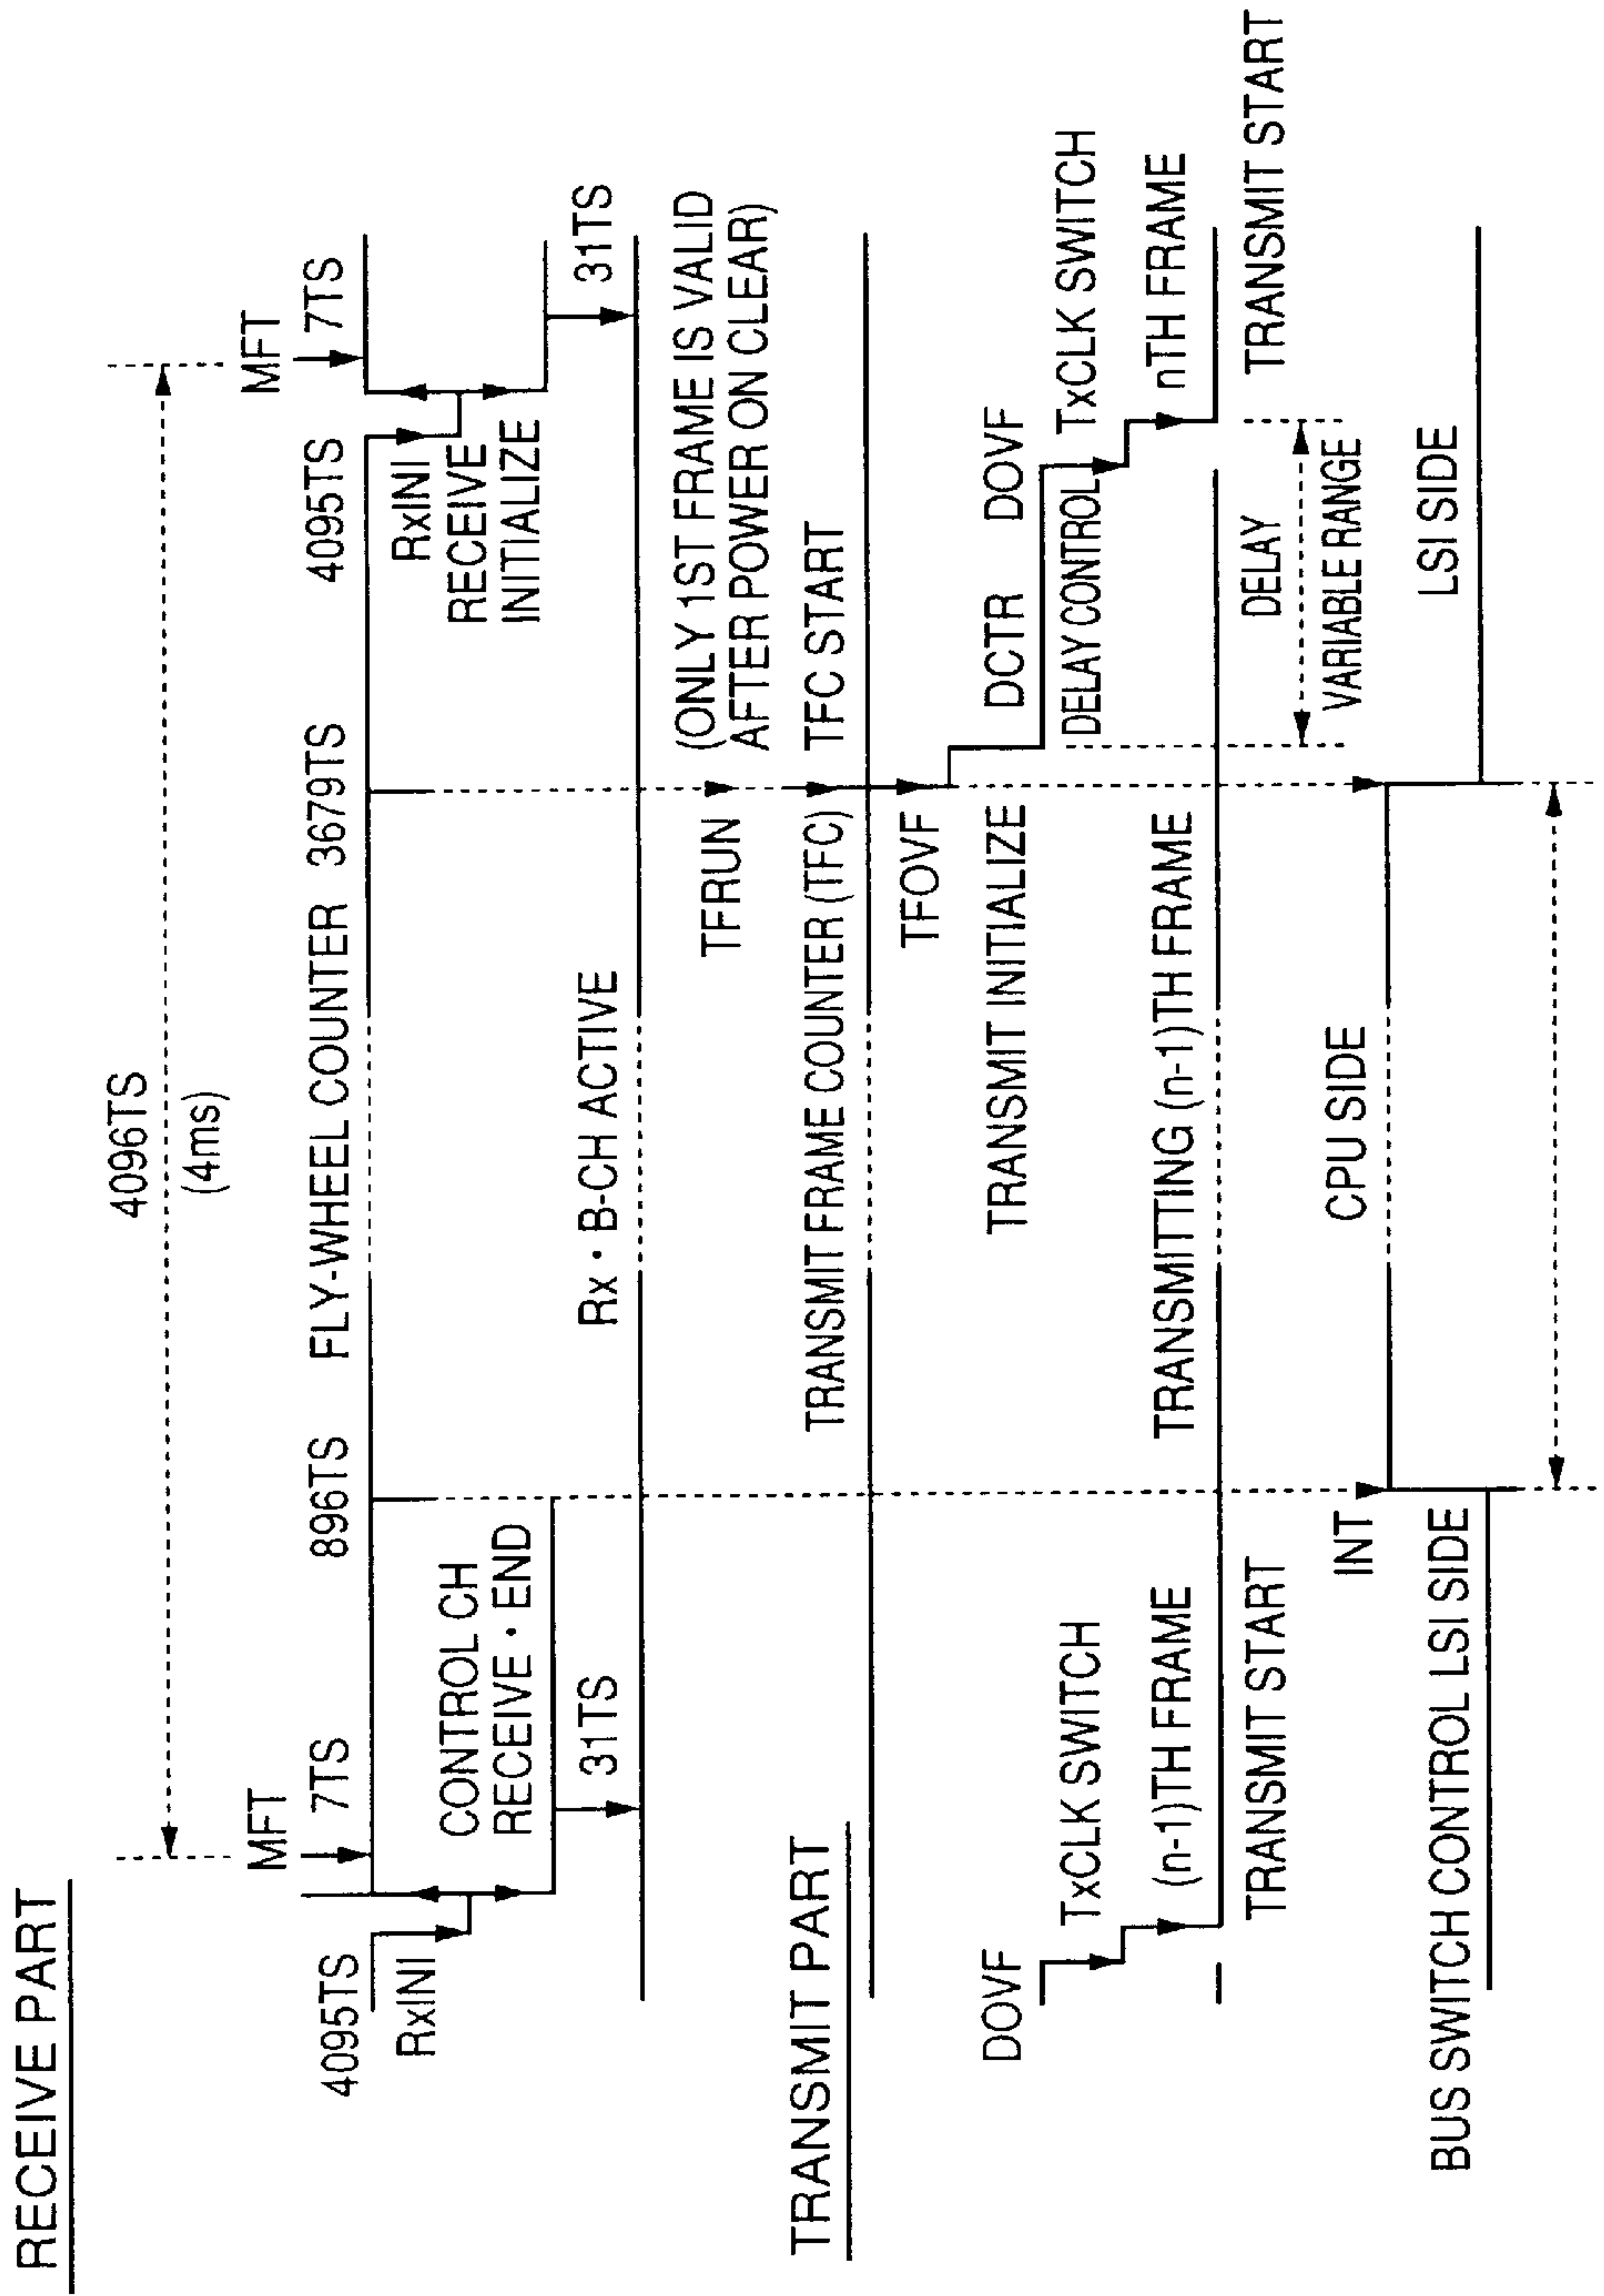 RECEIVE PART
4096TS
(4ms)
MFT
7TS
MFT
7TS
4095TS
896TS
FLY-WHEEL COUNTER
3679TS
4095TS
RxINI
CONTROL CH
RECEIVE・END
RxINI
RECEIVE
INITIALIZE
31TS
Rx・B-CH ACTIVE
31TS
TFRUN
(ONLY 1ST FRAME IS VALID
AFTER POWER ON CLEAR)
TRANSMIT PART
TRANSMIT FRAME COUNTER (TFC)
TFC START
TFOVF
DOVF
TRANSMIT INITIALIZE
DCTR
DOVF
TxCLK SWITCH
DELAY CONTROL
TxCLK SWITCH
(n-1)TH FRAME
TRANSMITTING (n-1)TH FRAME
nTH FRAME
TRANSMIT START
DELAY
TRANSMIT START
VARIABLE RANGE
INT
CPU SIDE
BUS SWITCH CONTROL LSI SIDE
LSI SIDE